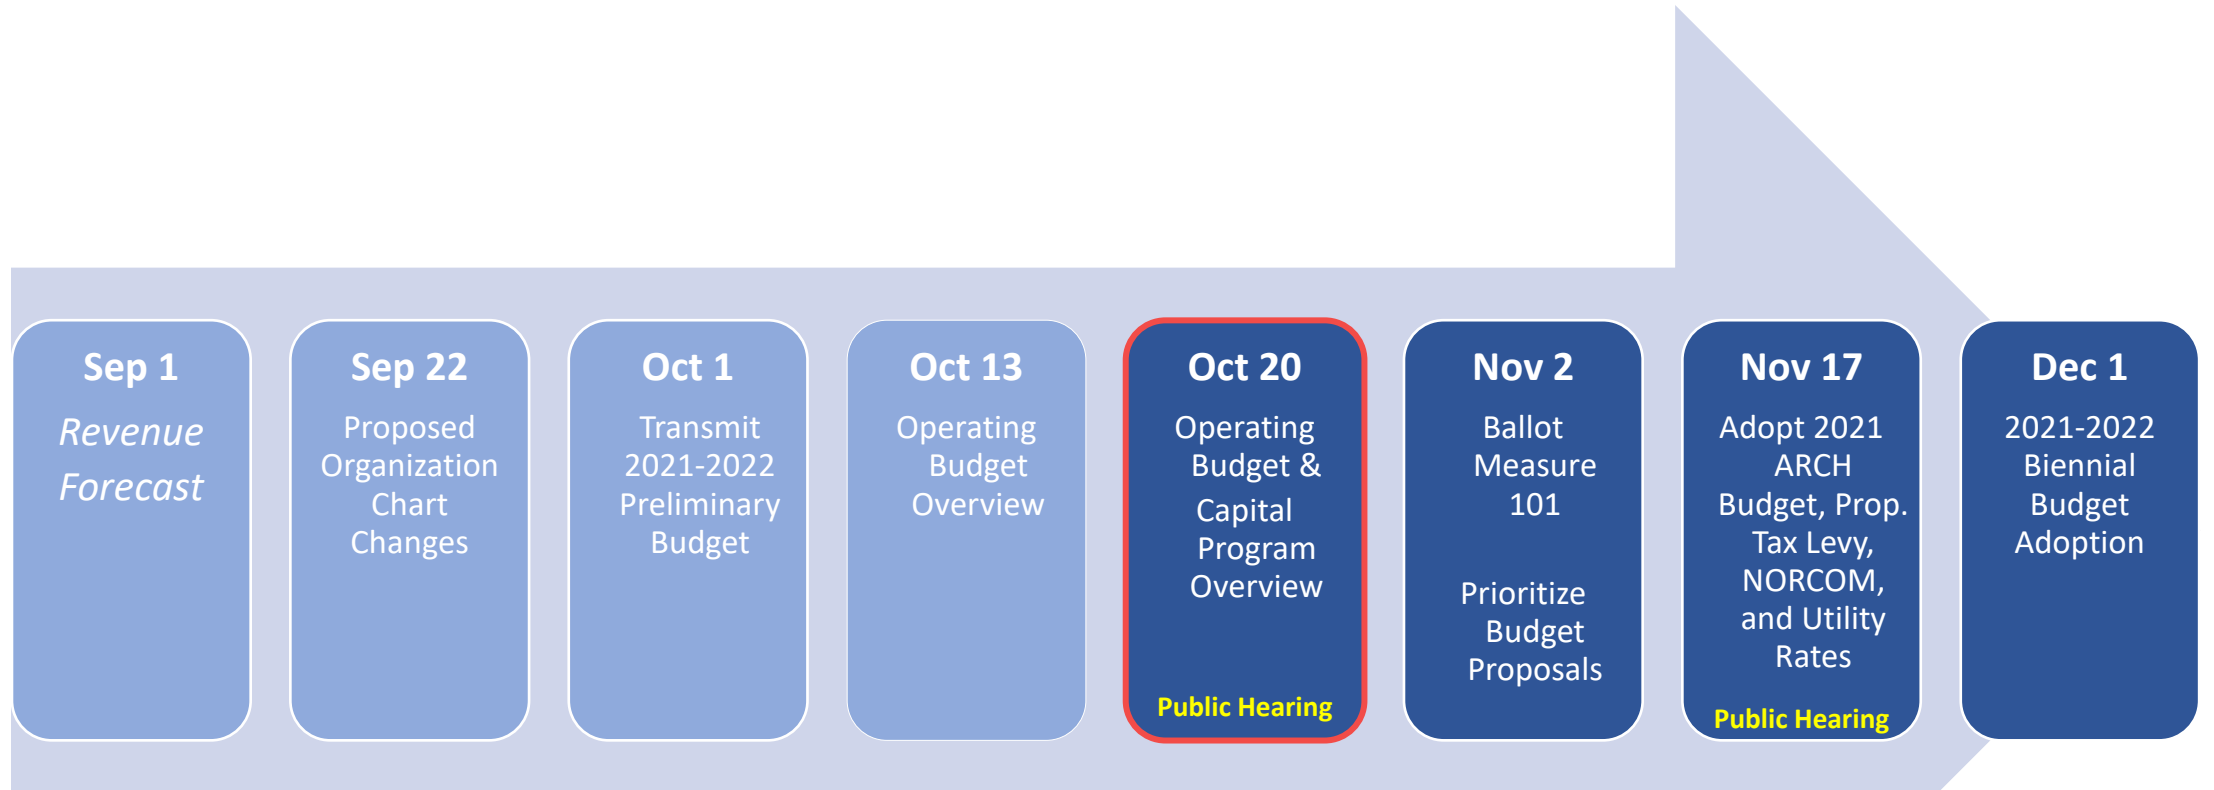 Sep 1
Revenue
Forecast
Sep 22
Proposed
Organization
Chart
Changes
Oct 1
Transmit
2021-2022
Preliminary
Budget
Oct 13
Operating
Budget
Overview
Oct 20
Operating
Budget &
Capital
Program
Overview
Public Hearing
Nov 2
Ballot
Measure
101
Prioritize
Budget
Proposals
Nov 17
Adopt 2021
ARCH
Budget, Prop.
Tax Levy,
NORCOM,
and Utility
Rates
Public Hearing
Dec 1
2021-2022
Biennial
Budget
Adoption